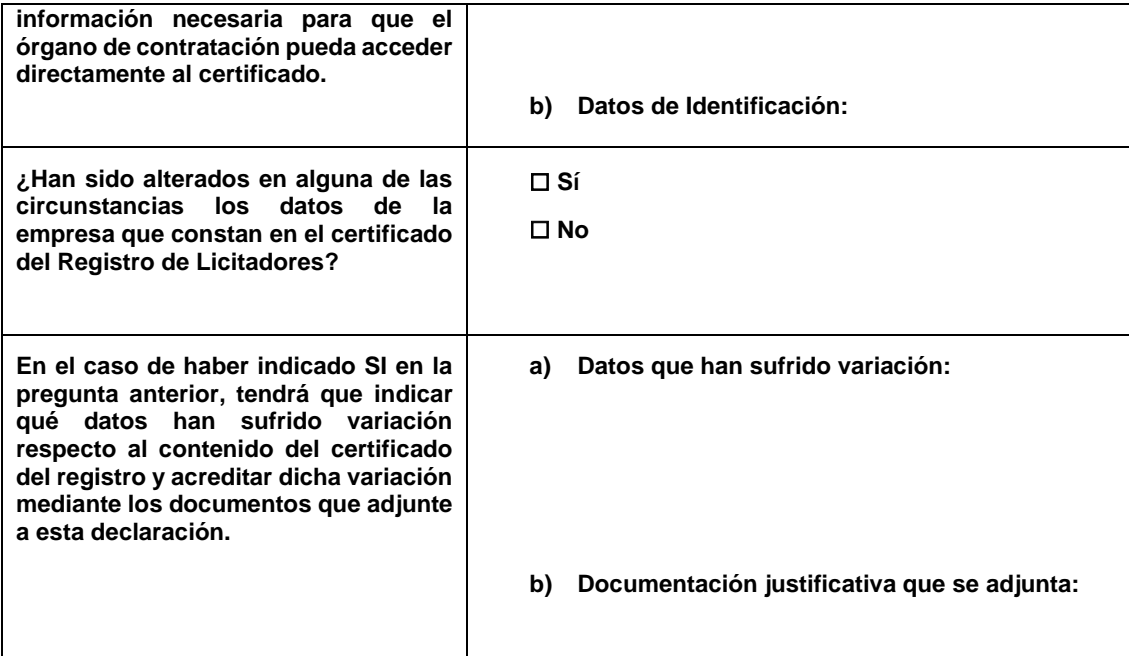 información necesaria para que el
órgano de contratación pueda acceder
directamente al certificado.
b) Datos de Identificación:
¿Han sido alterados en alguna de las
circunstancias los datos de la
empresa que constan en el certificado
del Registro de Licitadores?
☐ Sí
☐ No
En el caso de haber indicado SI en la
pregunta anterior, tendrá que indicar
qué datos han sufrido variación
respecto al contenido del certificado
del registro y acreditar dicha variación
mediante los documentos que adjunte
a esta declaración.
a) Datos que han sufrido variación:
b) Documentación justificativa que se adjunta: